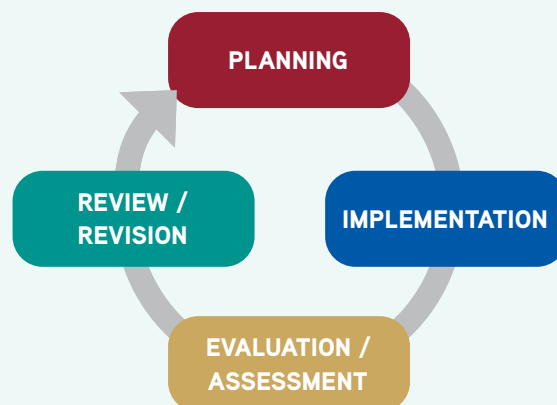 PLANNING
IMPLEMENTATION
EVALUATION /
ASSESSMENT
REVIEW /
REVISION